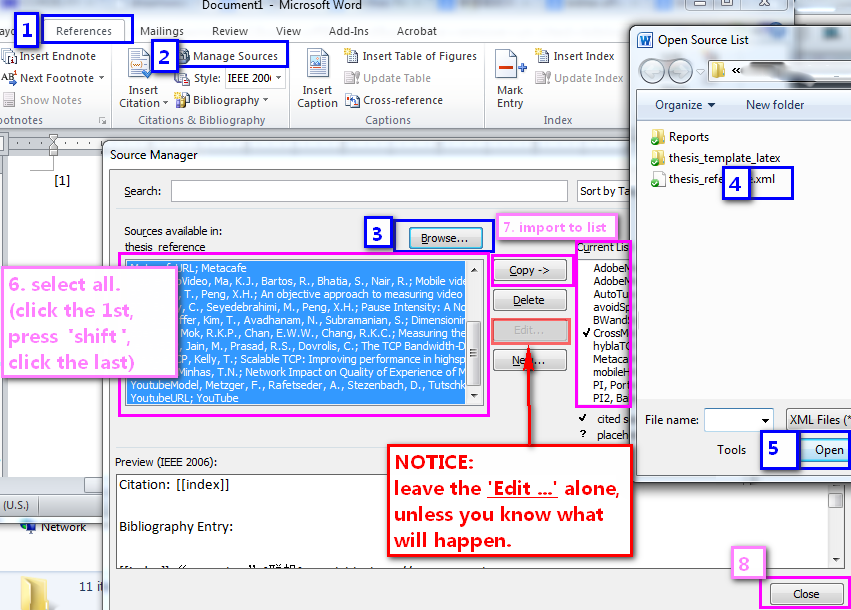 Document1 - Microsoft Word
1
References
Mailings
Review
View
Add-Ins
Acrobat
Insert Endnote
Next Footnote
Show Notes
2
Manage Sources
Style: IEEE 200
Bibliography
Insert
Citation
Citations & Bibliography
Insert
Caption
Insert Table of Figures
Update Table
Cross-reference
Captions
Mark
Entry
Insert Index
Update Index
Index
[1]
Source Manager
Search:
Sort by Ta
Sources available in:
thesis_reference
3
Browse...
7. import to list
Current List
6. select all.
(click the 1st,
press 'shift',
click the last)
URL; Metacafe
Video, Ma, K.J., Bartos, R., Bhatia, S., Nair, R.; Mobile vide
T., Peng, X.H.; An objective approach to measuring video
C., Seyedebrahimi, M., Peng, X.H.; Pause Intensity: A No
ffer, Kim, T., Avadhanam, N., Subramanian, S.; Dimensionin
Mok, R.K.P., Chan, E.W.W., Chang, R.K.C.; Measuring the
Jain, M., Prasad, R.S., Dovrolis, C.; The TCP Bandwidth-D
TCP, Kelly, T.; Scalable TCP: Improving performance in highsp
Minhas, T.N.; Network Impact on Quality of Experience of M
YoutubeModel, Metzger, F., Rafetseder, A., Stezenbach, D., Tutschk
YoutubeURL; YouTube
Copy ->
Delete
Edit...
New...
AdobeM
AdobeM
AutoTu
avoidSp
BWand
CrossM
hyblaTC
Metaca
mobileH
PI, Port
PI2, Ba
cited s
? placeh
NOTICE:
leave the 'Edit ...' alone,
unless you know what
will happen.
Preview (IEEE 2006):
Citation: [[index]]
Bibliography Entry:
8
Close
Open Source List
Organize
New folder
Reports
thesis_template_latex
4
.xml
File name:
XML Files (*
Tools
5
Open
(U.S.)
Network
11 it